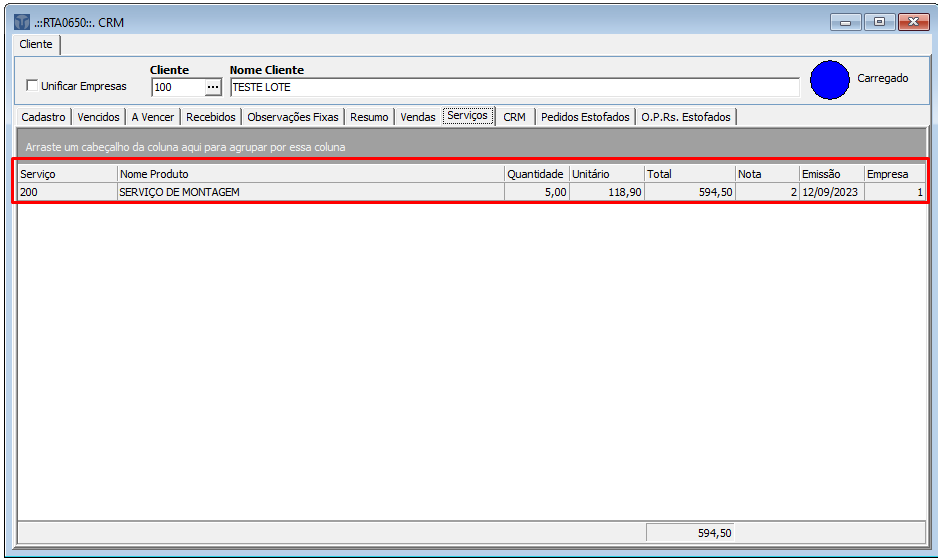 .::RTA0650::. CRM
Cliente
Cliente Nome Cliente
Unificar Empresas 100 ... TESTE LOTE Carregado
Cadastro Vencidos A Vencer Recebidos Observações Fixas Resumo Vendas Serviços CRM Pedidos Estofados O.P.Rs. Estofados
Arraste um cabeçalho da coluna aqui para agrupar por essa coluna
Serviço Nome Produto Quantidade Unitário Total Nota Emissão Empresa
200 SERVIÇO DE MONTAGEM 5,00 118,90 594,50 2 12/09/2023 1
594,50